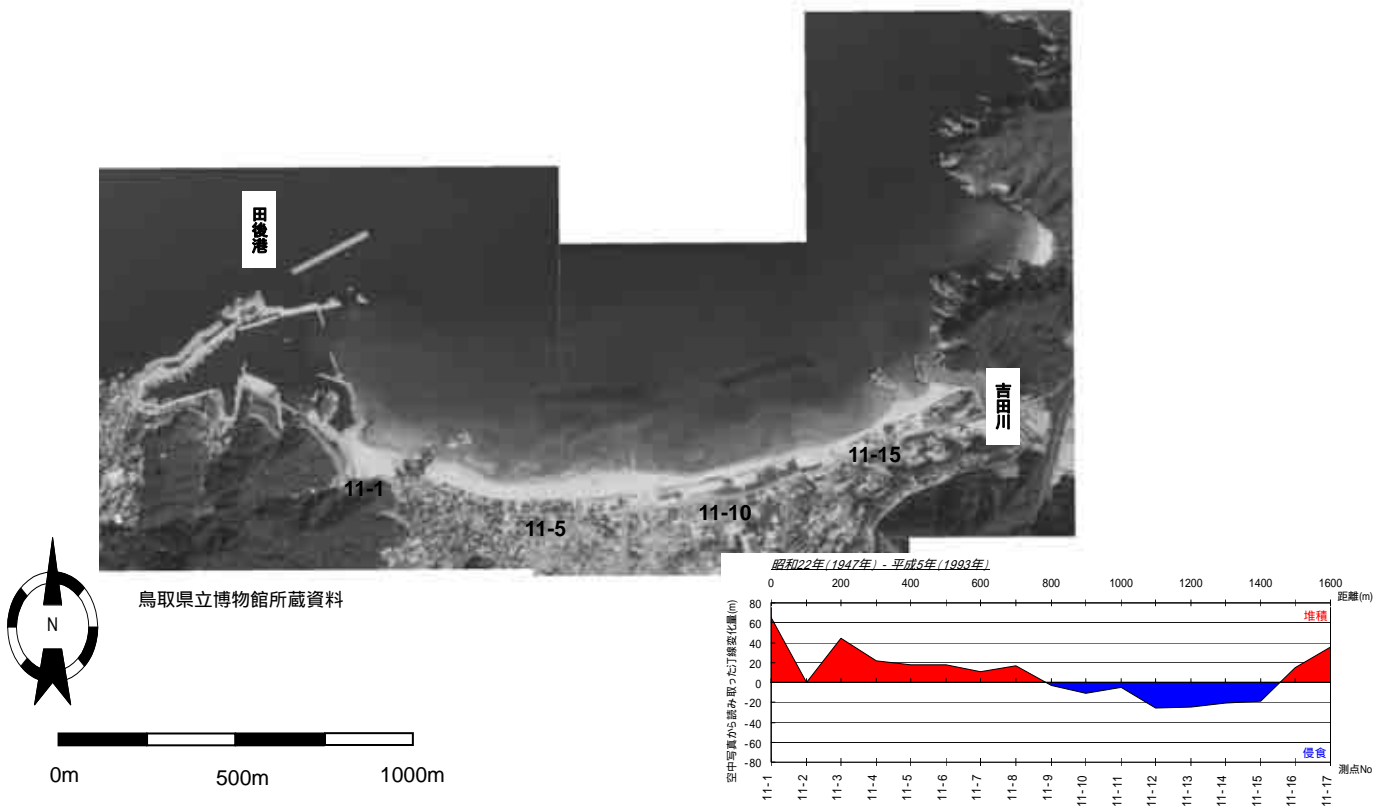 田後港
吉田川
11-1
11-5
11-10
11-15
鳥取県立博物館所蔵資料
N
0m
500m
1000m
昭和22年(1947年) - 平成5年(1993年)
0 200 400 600 800 1000 1200 1400 1600
距離(m)
空中写真から読み取った汀線変化量(m)
80
60
40
20
0
-20
-40
-60
-80
堆積
侵食
11-1 11-2 11-3 11-4 11-5 11-6 11-7 11-8 11-9 11-10 11-11 11-12 11-13 11-14 11-15 11-16 11-17
測点No